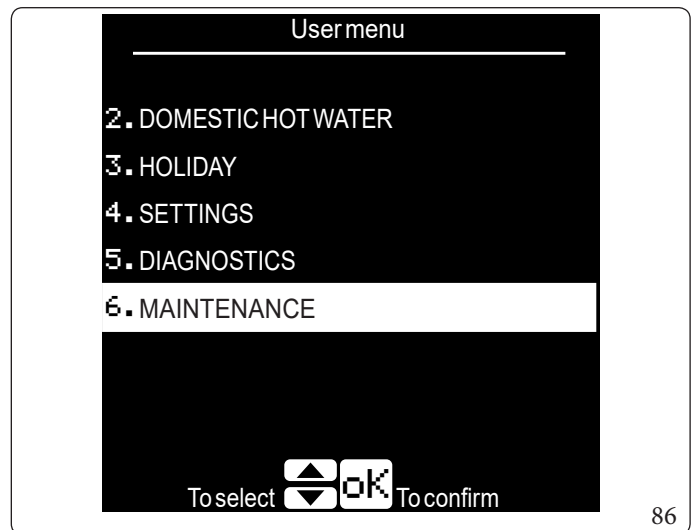 User menu
2. DOMESTIC HOT WATER
3. HOLIDAY
4. SETTINGS
5. DIAGNOSTICS
6. MAINTENANCE
To select oK To confirm
86